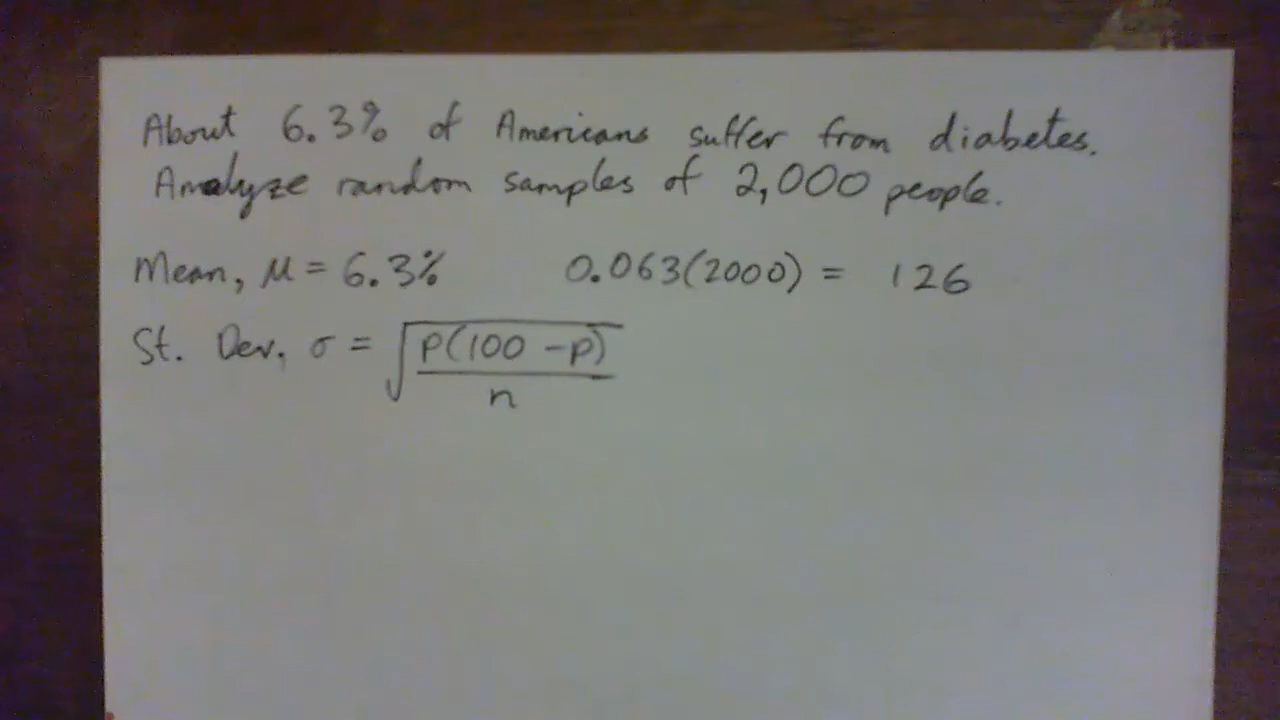 About 6.3% of Americans suffer from diabetes.
Analyze random samples of 2,000 people.
Mean, μ = 6.3% 0.063(2000) = 126
St. Dev, σ = √(p(100 - p)/n)